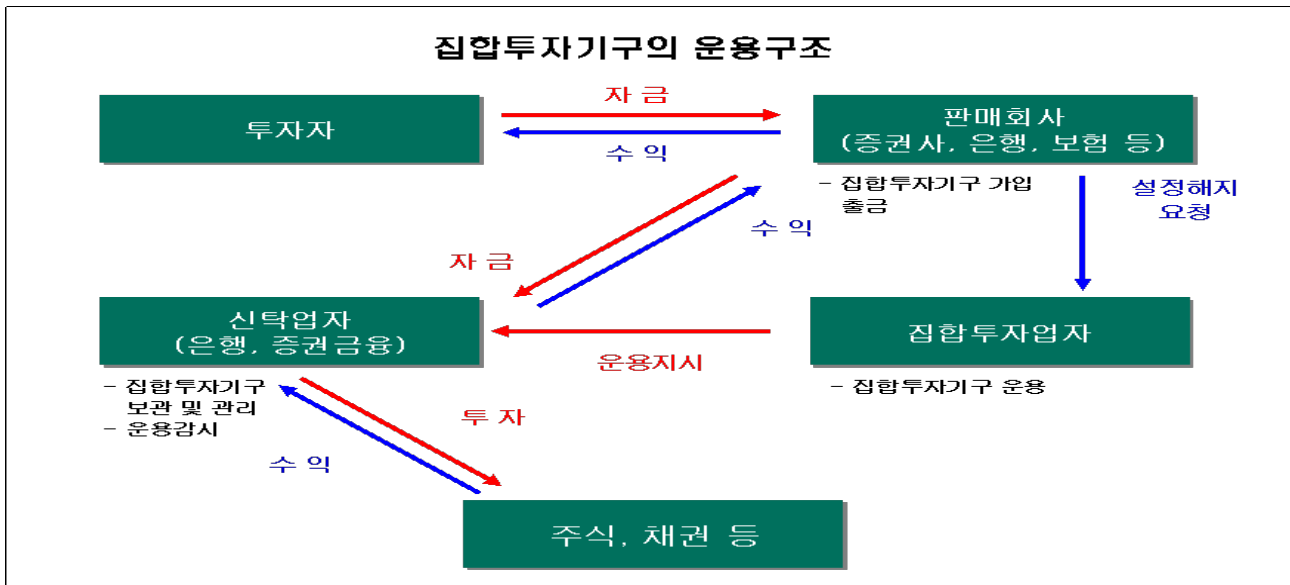 집합투자기구의 운용구조
투자자
자 금
수 익
판매회사
(증권사, 은행, 보험 등)
- 집합투자기구 가입
출금
설정해지
요청
자 금
수 익
신탁업자
(은행, 증권금융)
- 집합투자기구
보관 및 관리
- 운용감시
운용지시
집합투자업자
- 집합투자기구 운용
투 자
수 익
주식, 채권 등